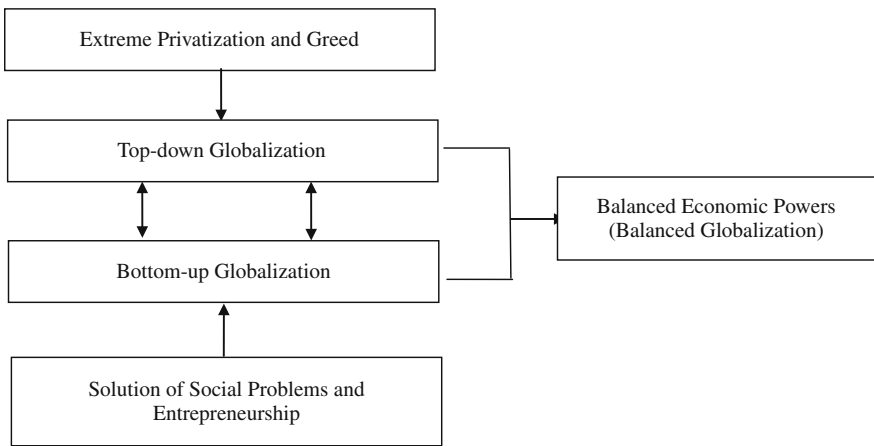 Extreme Privatization and Greed
Top-down Globalization
Balanced Economic Powers
(Balanced Globalization)
Bottom-up Globalization
Solution of Social Problems and
Entrepreneurship